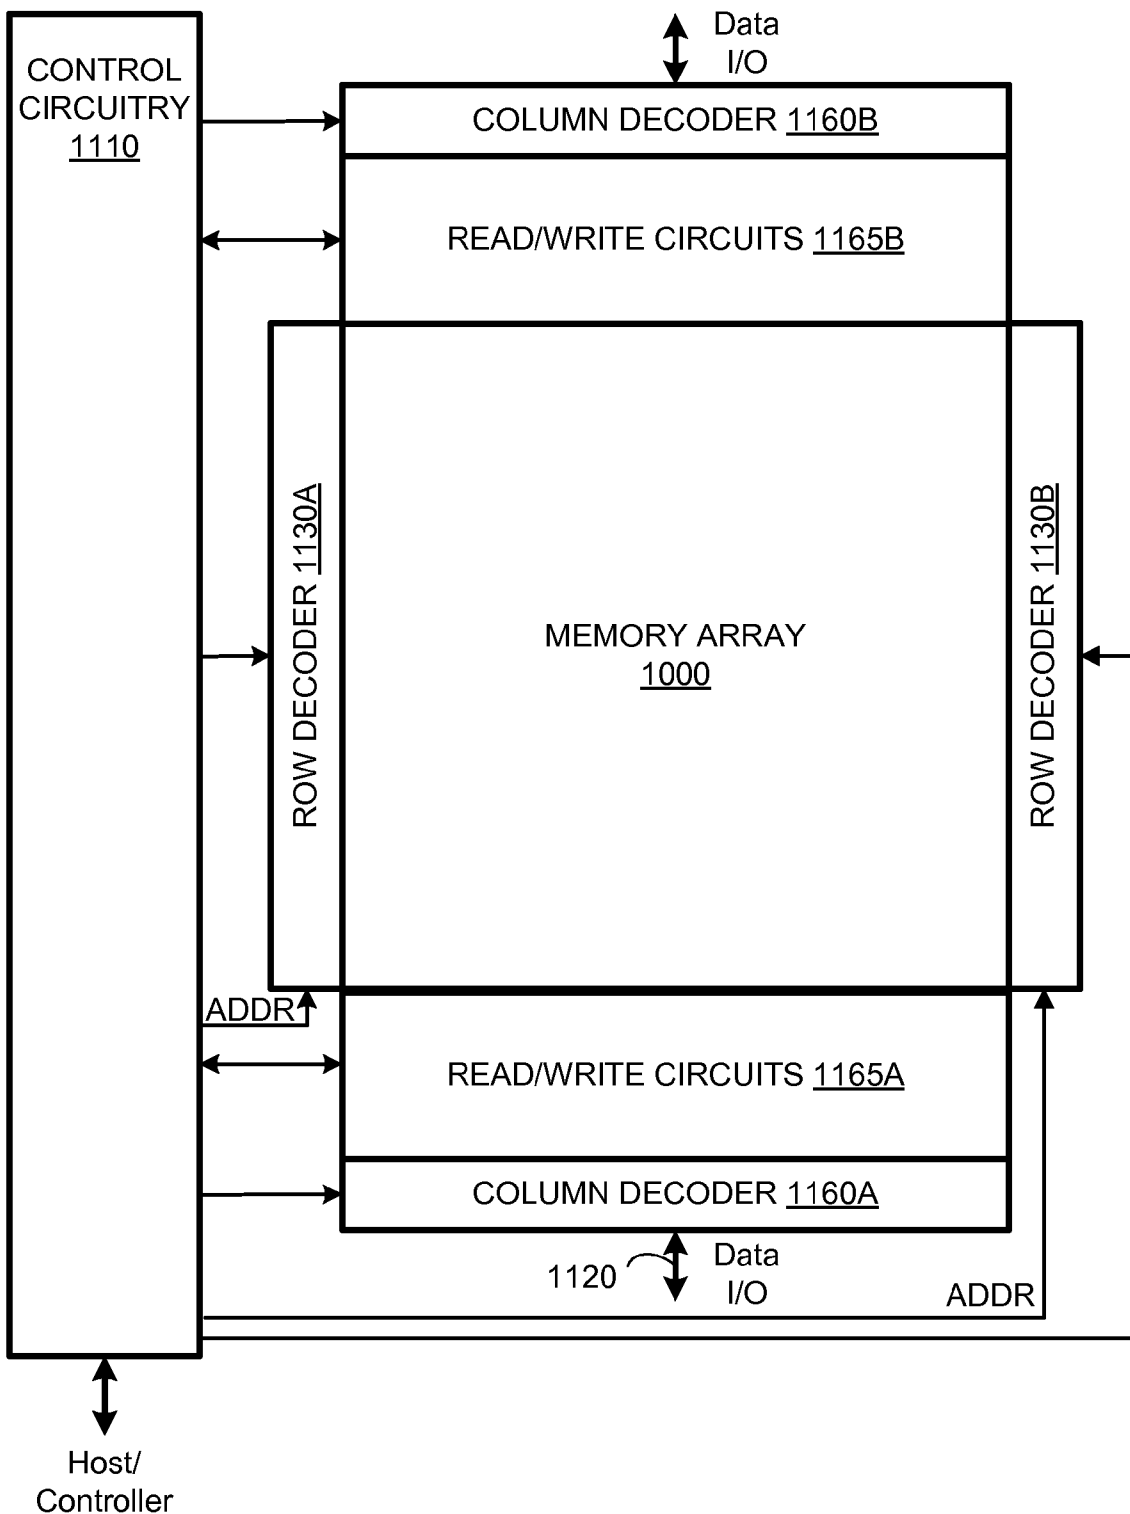 CONTROL
CIRCUITRY
1110
Data
I/O
COLUMN DECODER 1160B
READ/WRITE CIRCUITS 1165B
ROW DECODER 1130A
MEMORY ARRAY
1000
ROW DECODER 1130B
ADDR
READ/WRITE CIRCUITS 1165A
COLUMN DECODER 1160A
1120
Data
I/O
ADDR
Host/
Controller